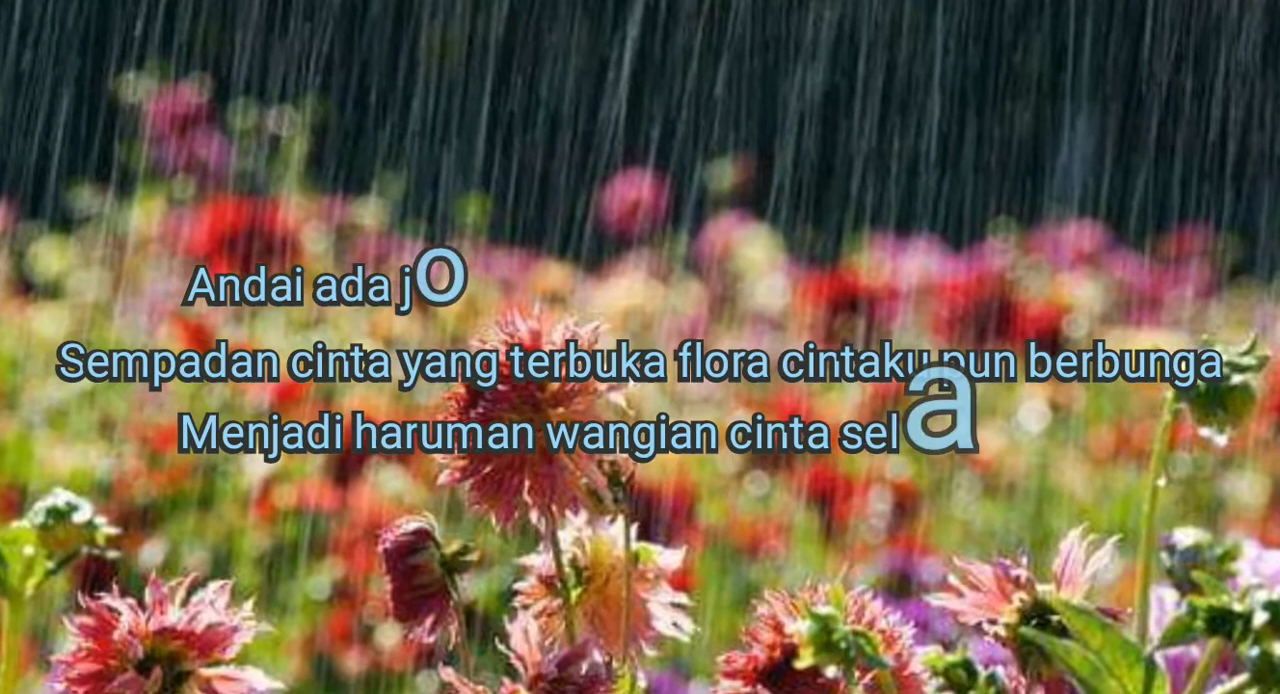 Andai ada jo
Sempadan cinta yang terbuka flora cintaku pun berbunga
Menjadi haruman wangian cinta sela